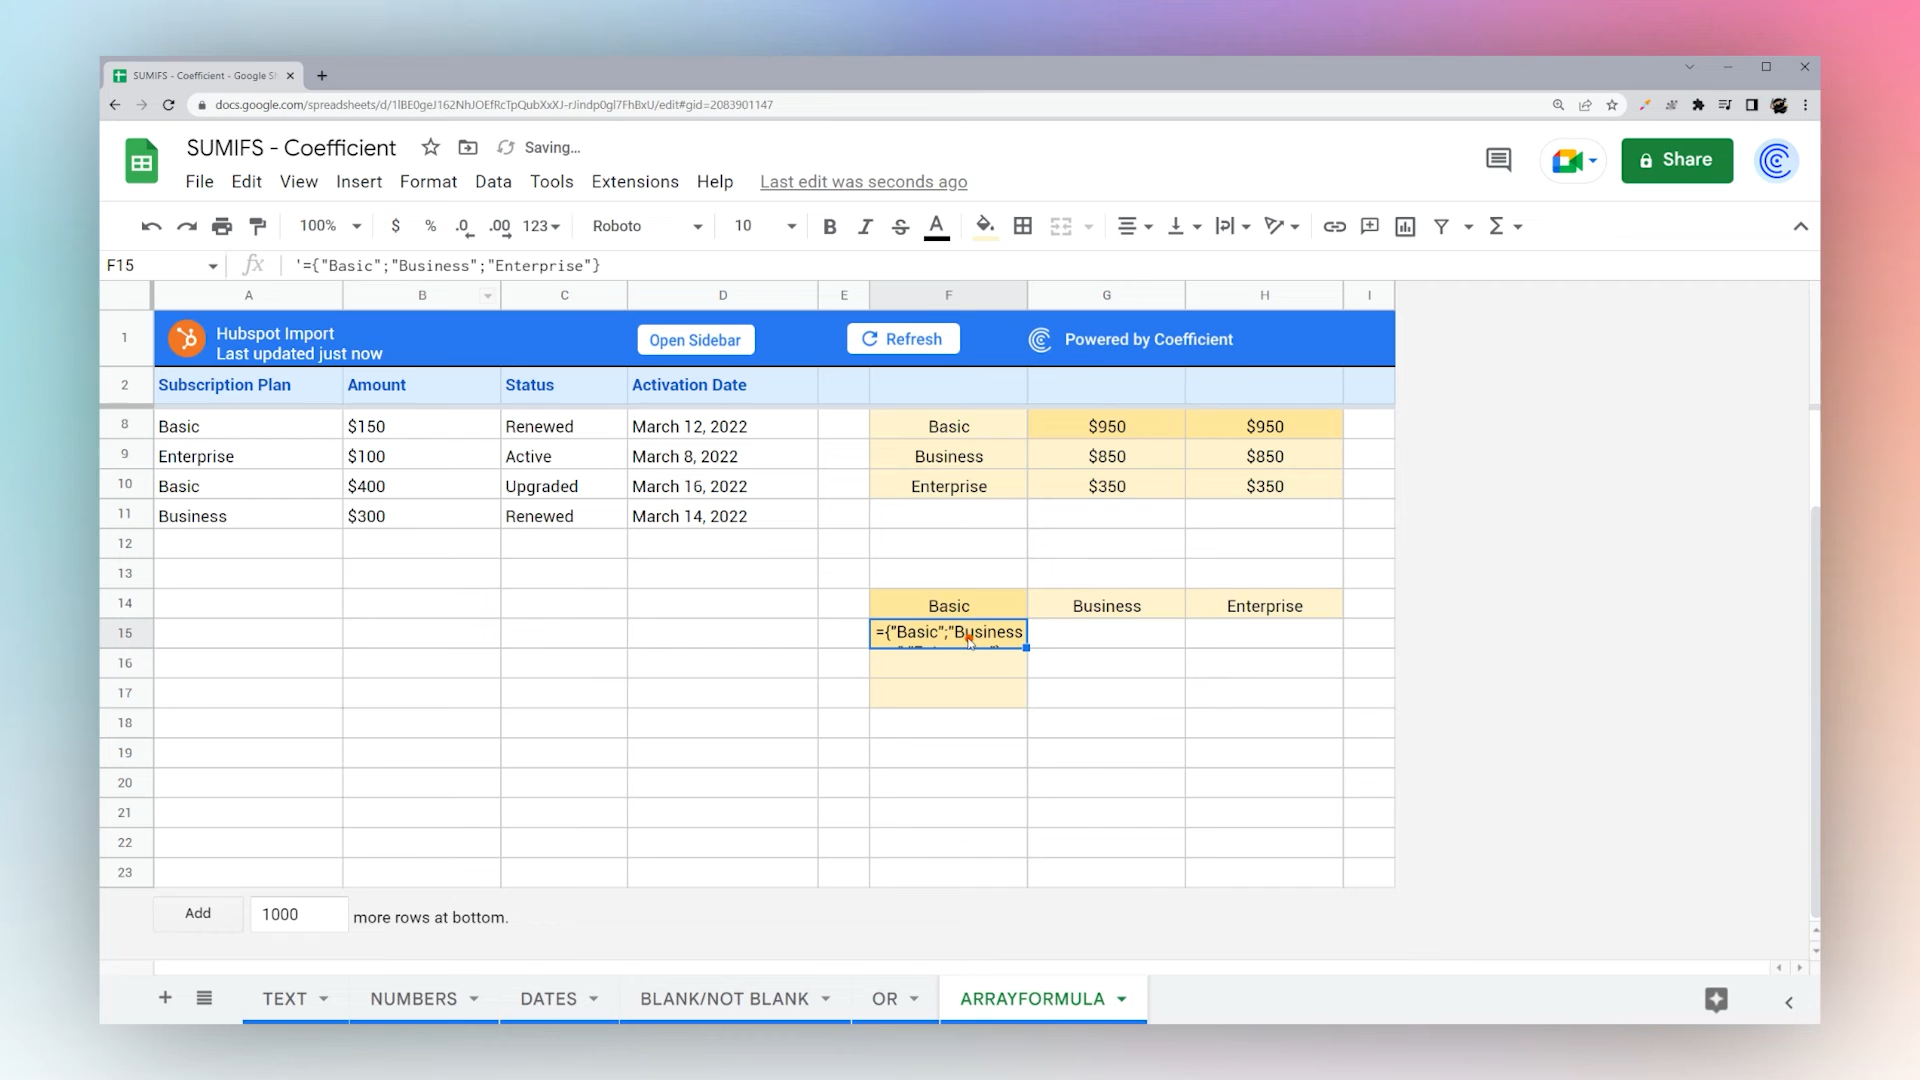 SUMIFS - Coefficient - Google Sh
docs.google.com/spreadsheets/d/1lBE0geJ162NhJOEfRcTpQubXxXJ-rJindp0gl7FhBxU/edit#gid=2083901147
SUMIFS - Coefficient Saving...
File Edit View Insert Format Data Tools Extensions Help Last edit was seconds ago
Share
100% $ % .0 .00 123 Roboto 10 B I S A
F15 fx '={"Basic";"Business";"Enterprise"}
A B C D E F G H I
1 Hubspot Import
Last updated just now
Open Sidebar Refresh Powered by Coefficient
2 Subscription Plan Amount Status Activation Date
8 Basic $150 Renewed March 12, 2022 Basic $950 $950
9 Enterprise $100 Active March 8, 2022 Business $850 $850
10 Basic $400 Upgraded March 16, 2022 Enterprise $350 $350
11 Business $300 Renewed March 14, 2022
12
13
14 Basic Business Enterprise
15 ={"Basic";"Business
16
17
18
19
20
21
22
23
Add 1000 more rows at bottom.
TEXT NUMBERS DATES BLANK/NOT BLANK OR ARRAYFORMULA